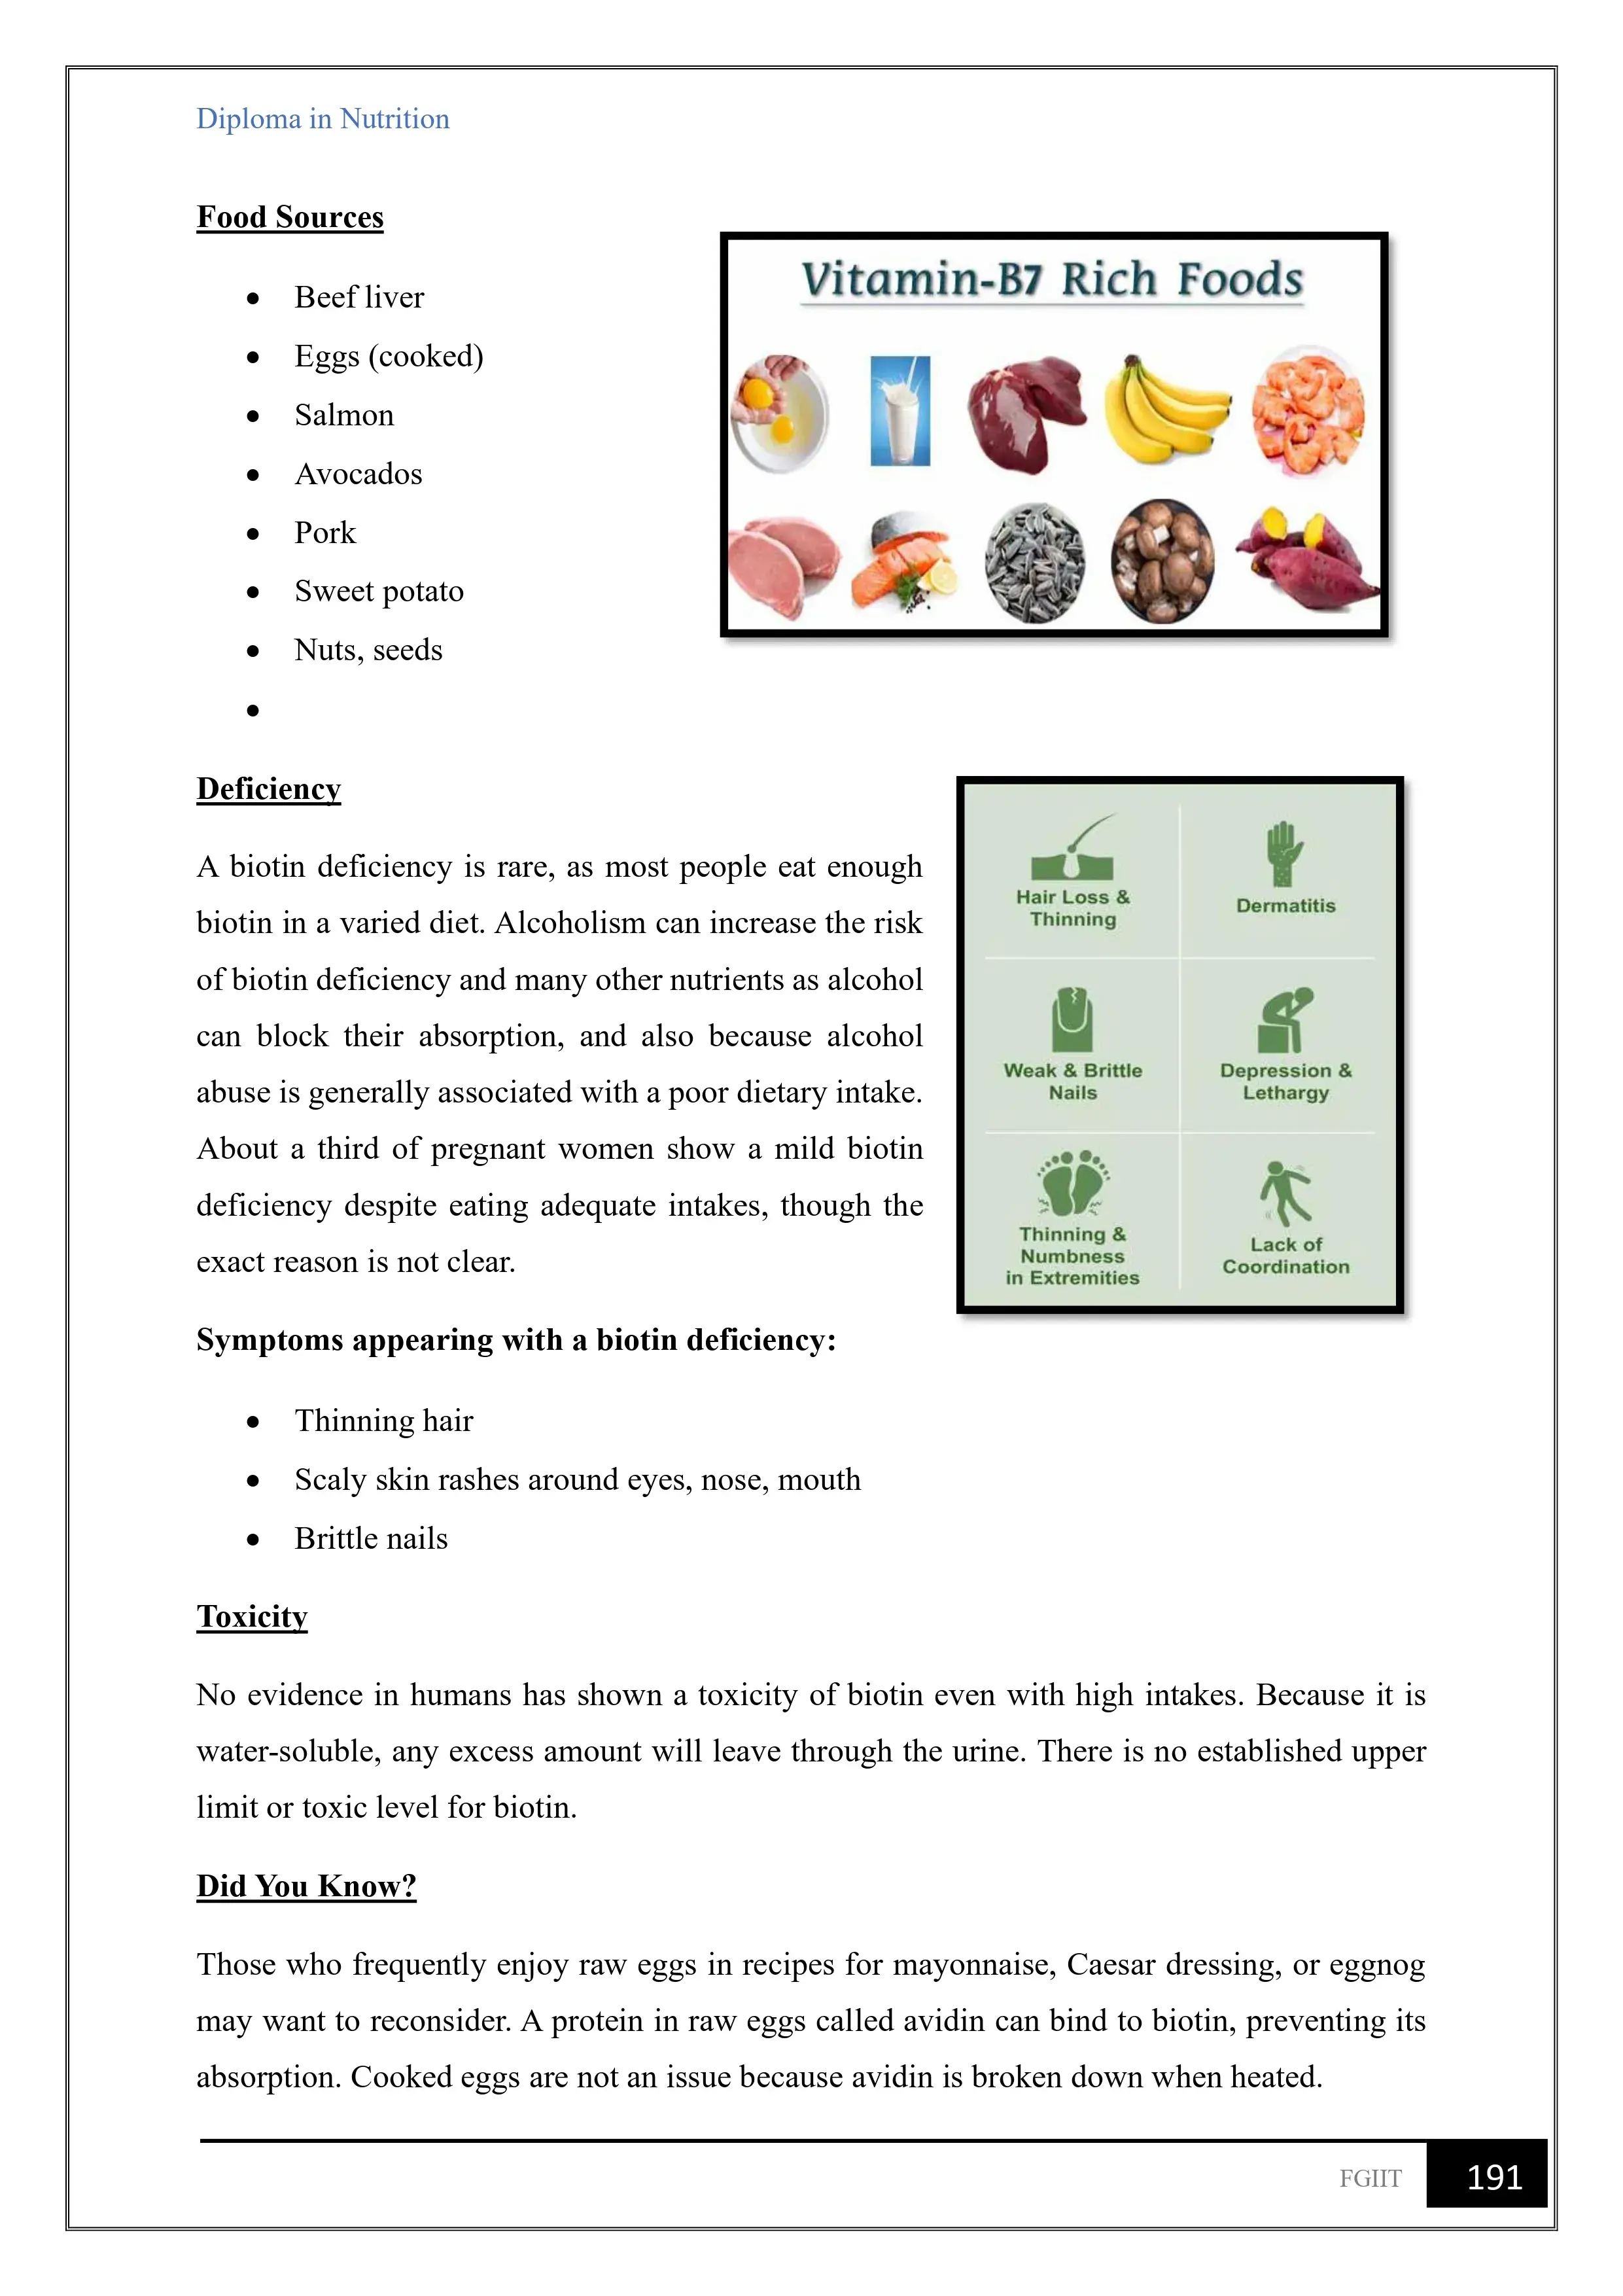 Diploma in Nutrition
Food Sources
• Beef liver
• Eggs (cooked)
• Salmon
• Avocados
• Pork
• Sweet potato
• Nuts, seeds
•
Vitamin-B7 Rich Foods
Deficiency
A biotin deficiency is rare, as most people eat enough
biotin in a varied diet. Alcoholism can increase the risk
of biotin deficiency and many other nutrients as alcohol
can block their absorption, and also because alcohol
abuse is generally associated with a poor dietary intake.
About a third of pregnant women show a mild biotin
deficiency despite eating adequate intakes, though the
exact reason is not clear.
Hair Loss &
Thinning
Dermatitis
Weak & Brittle
Nails
Depression &
Lethargy
Thinning &
Numbness
in Extremities
Lack of
Coordination
Symptoms appearing with a biotin deficiency:
• Thinning hair
• Scaly skin rashes around eyes, nose, mouth
• Brittle nails
Toxicity
No evidence in humans has shown a toxicity of biotin even with high intakes. Because it is
water-soluble, any excess amount will leave through the urine. There is no established upper
limit or toxic level for biotin.
Did You Know?
Those who frequently enjoy raw eggs in recipes for mayonnaise, Caesar dressing, or eggnog
may want to reconsider. A protein in raw eggs called avidin can bind to biotin, preventing its
absorption. Cooked eggs are not an issue because avidin is broken down when heated.
FGIIT
191